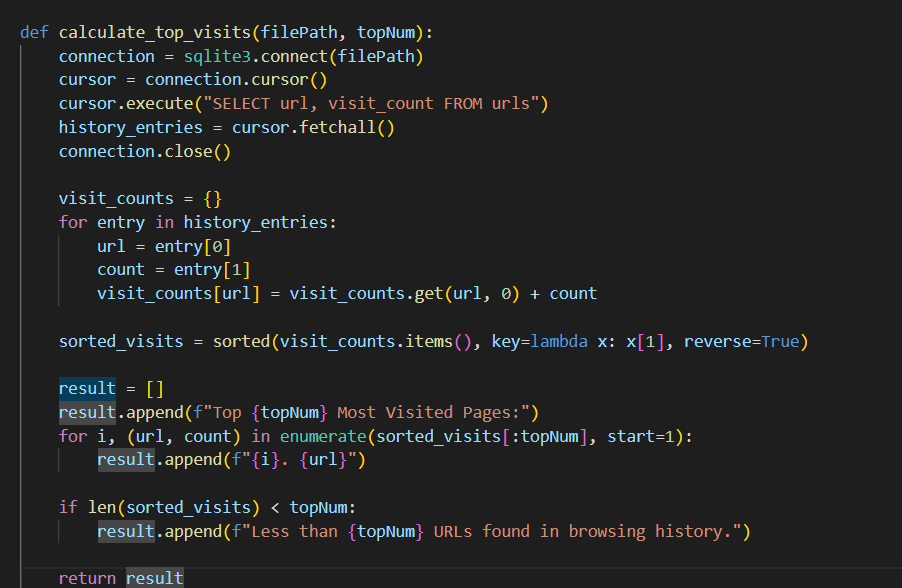 def calculate_top_visits(filePath, topNum):
    connection = sqlite3.connect(filePath)
    cursor = connection.cursor()
    cursor.execute("SELECT url, visit_count FROM urls")
    history_entries = cursor.fetchall()
    connection.close()

    visit_counts = {}
    for entry in history_entries:
        url = entry[0]
        count = entry[1]
        visit_counts[url] = visit_counts.get(url, 0) + count

    sorted_visits = sorted(visit_counts.items(), key=lambda x: x[1], reverse=True)

    result = []
    result.append(f"Top {topNum} Most Visited Pages:")
    for i, (url, count) in enumerate(sorted_visits[:topNum], start=1):
        result.append(f"{i}. {url}")

    if len(sorted_visits) < topNum:
        result.append(f"Less than {topNum} URLs found in browsing history.")

    return result